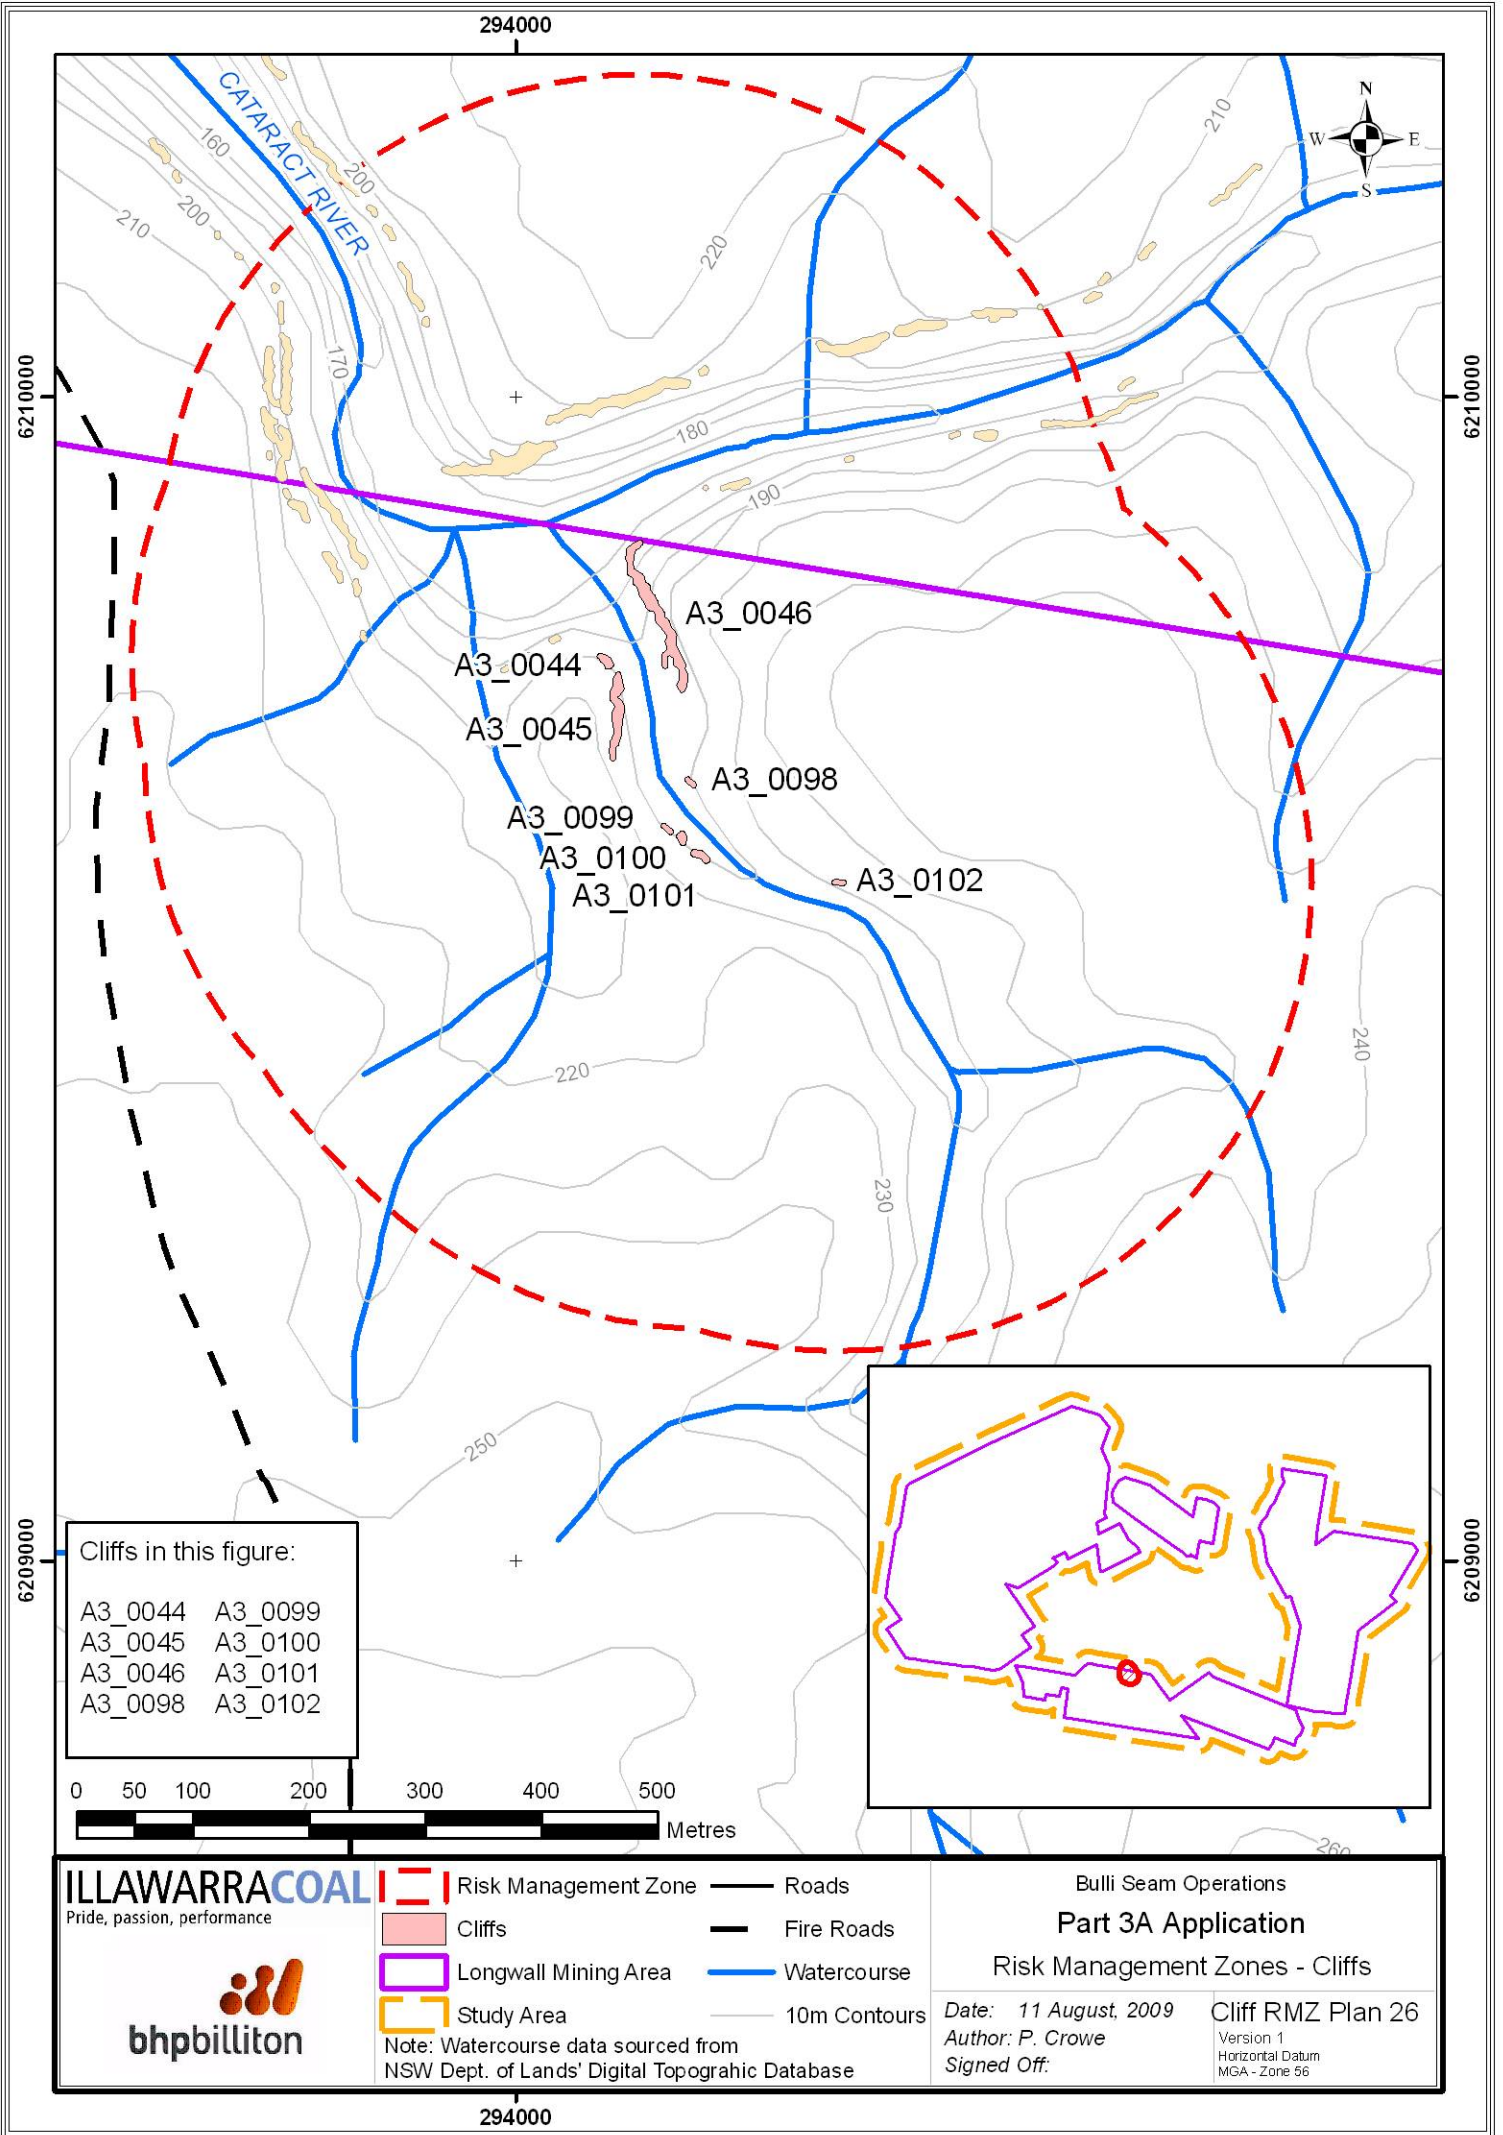 294000
CATARACT RIVER
160
200
210
200
210
220
N
W E
S
170
180
190
6210000
6210000
A3_0046
A3_0044
A3_0045
A3_0098
A3_0099
A3_0100
A3_0101
A3_0102
220
230
240
250
260
6209000
6209000
Cliffs in this figure:
A3_0044 A3_0099
A3_0045 A3_0100
A3_0046 A3_0101
A3_0098 A3_0102
0 50 100 200 300 400 500
Metres
ILLAWARRACOAL
Pride, passion, performance
bhpbilliton
Risk Management Zone
Cliffs
Longwall Mining Area
Study Area
Roads
Fire Roads
Watercourse
10m Contours
Note: Watercourse data sourced from
NSW Dept. of Lands' Digital Topograhic Database
Bulli Seam Operations
Part 3A Application
Risk Management Zones - Cliffs
Date: 11 August, 2009
Author: P. Crowe
Signed Off:
Cliff RMZ Plan 26
Version 1
Horizontal Datum
MGA - Zone 56
294000